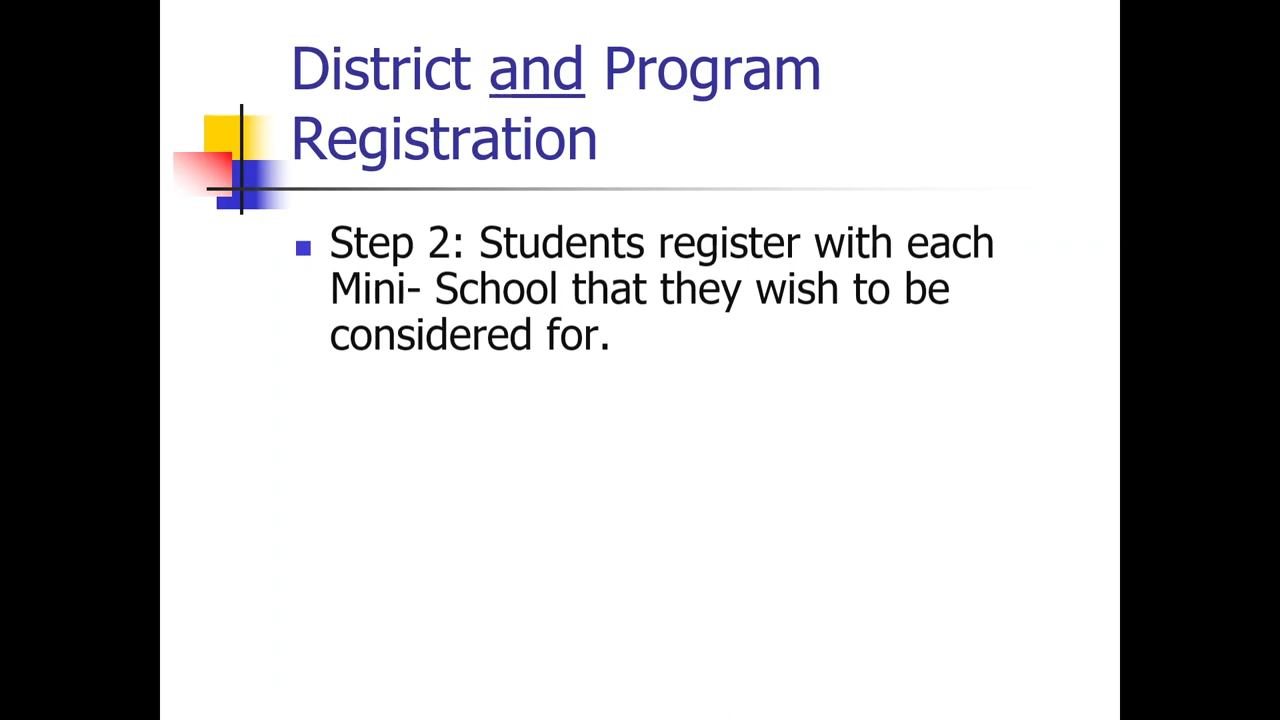 District and Program
Registration
Step 2: Students register with each
Mini- School that they wish to be
considered for.